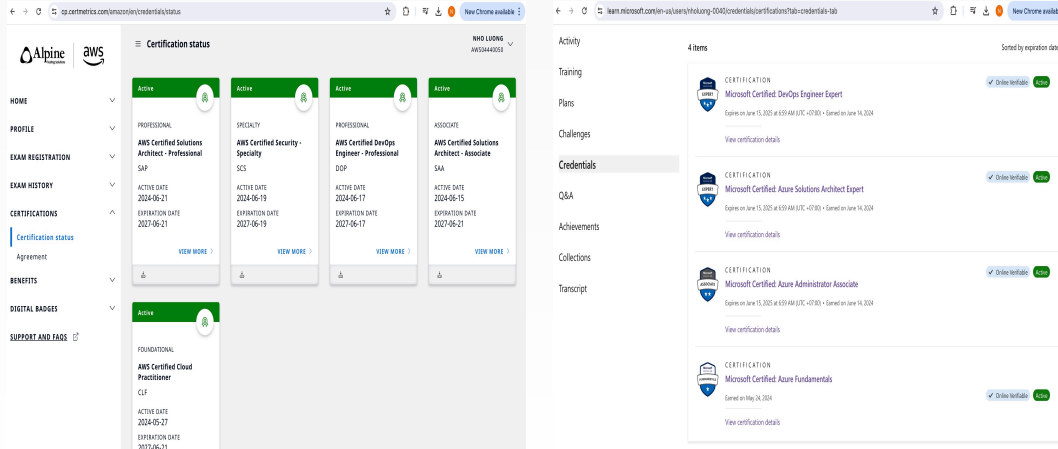 cp.certmetrics.com/amazon/en/credentials/status
New Chrome available
Alpine
aws
Certification status
NHO LUONG
AWS04440050
HOME
PROFILE
EXAM REGISTRATION
EXAM HISTORY
CERTIFICATIONS
Certification status
Agreement
BENEFITS
DIGITAL BADGES
SUPPORT AND FAQS
Active
PROFESSIONAL
AWS Certified Solutions
Architect - Professional
SAP
ACTIVE DATE
2024-06-21
EXPIRATION DATE
2027-06-21
VIEW MORE
Active
SPECIALTY
AWS Certified Security -
Specialty
SCS
ACTIVE DATE
2024-06-19
EXPIRATION DATE
2027-06-19
VIEW MORE
Active
PROFESSIONAL
AWS Certified DevOps
Engineer - Professional
DOP
ACTIVE DATE
2024-06-17
EXPIRATION DATE
2027-06-17
VIEW MORE
Active
ASSOCIATE
AWS Certified Solutions
Architect - Associate
SAA
ACTIVE DATE
2024-06-15
EXPIRATION DATE
2027-06-21
VIEW MORE
Active
FOUNDATIONAL
AWS Certified Cloud
Practitioner
CLF
ACTIVE DATE
2024-05-27
EXPIRATION DATE
2027-06-21
learn.microsoft.com/en-us/users/nholuong-0040/credentials/certifications?tab=credentials-tab
New Chrome availab
Activity
Training
Plans
Challenges
Credentials
Q&A
Achievements
Collections
Transcript
4 items
Sorted by expiration date
EXPERT
CERTIFICATION
Microsoft Certified: DevOps Engineer Expert
Expires on June 15, 2025 at 6:59 AM (UTC +07:00) • Earned on June 14, 2024
View certification details
Online Verifiable
Active
EXPERT
CERTIFICATION
Microsoft Certified: Azure Solutions Architect Expert
Expires on June 15, 2025 at 6:59 AM (UTC +07:00) • Earned on June 14, 2024
View certification details
Online Verifiable
Active
ASSOCIATE
CERTIFICATION
Microsoft Certified: Azure Administrator Associate
Expires on June 15, 2025 at 6:59 AM (UTC +07:00) • Earned on June 14, 2024
View certification details
Online Verifiable
Active
CERTIFICATION
Microsoft Certified: Azure Fundamentals
Earned on May 24, 2024
View certification details
Online Verifiable
Active